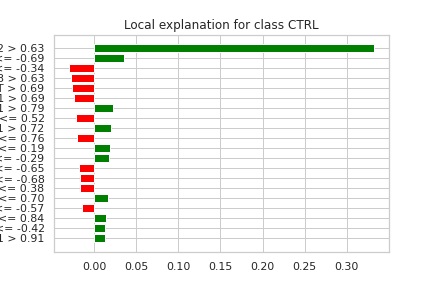 Local explanation for class CTRL
2 > 0.63
<= -0.69
<= -0.34
3 > 0.63
T > 0.69
1 > 0.69
1 > 0.79
<= 0.52
1 > 0.72
<= 0.76
<= 0.19
<= -0.29
<= -0.65
<= -0.68
<= 0.38
<= 0.70
<= -0.57
<= 0.84
<= -0.42
1 > 0.91
0.00 0.05 0.10 0.15 0.20 0.25 0.30